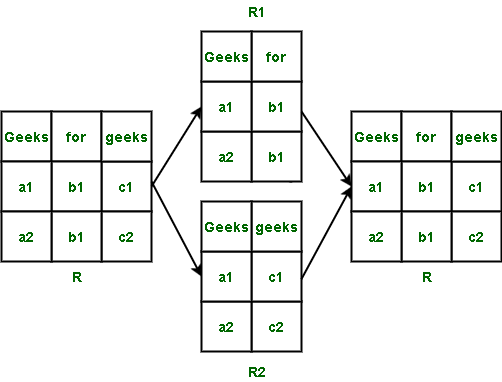 R1
Geeks for
a1 b1
a2 b1
Geeks for geeks
a1 b1 c1
a2 b1 c2
R
Geeks geeks
a1 c1
a2 c2
R2
Geeks for geeks
a1 b1 c1
a2 b1 c2
R